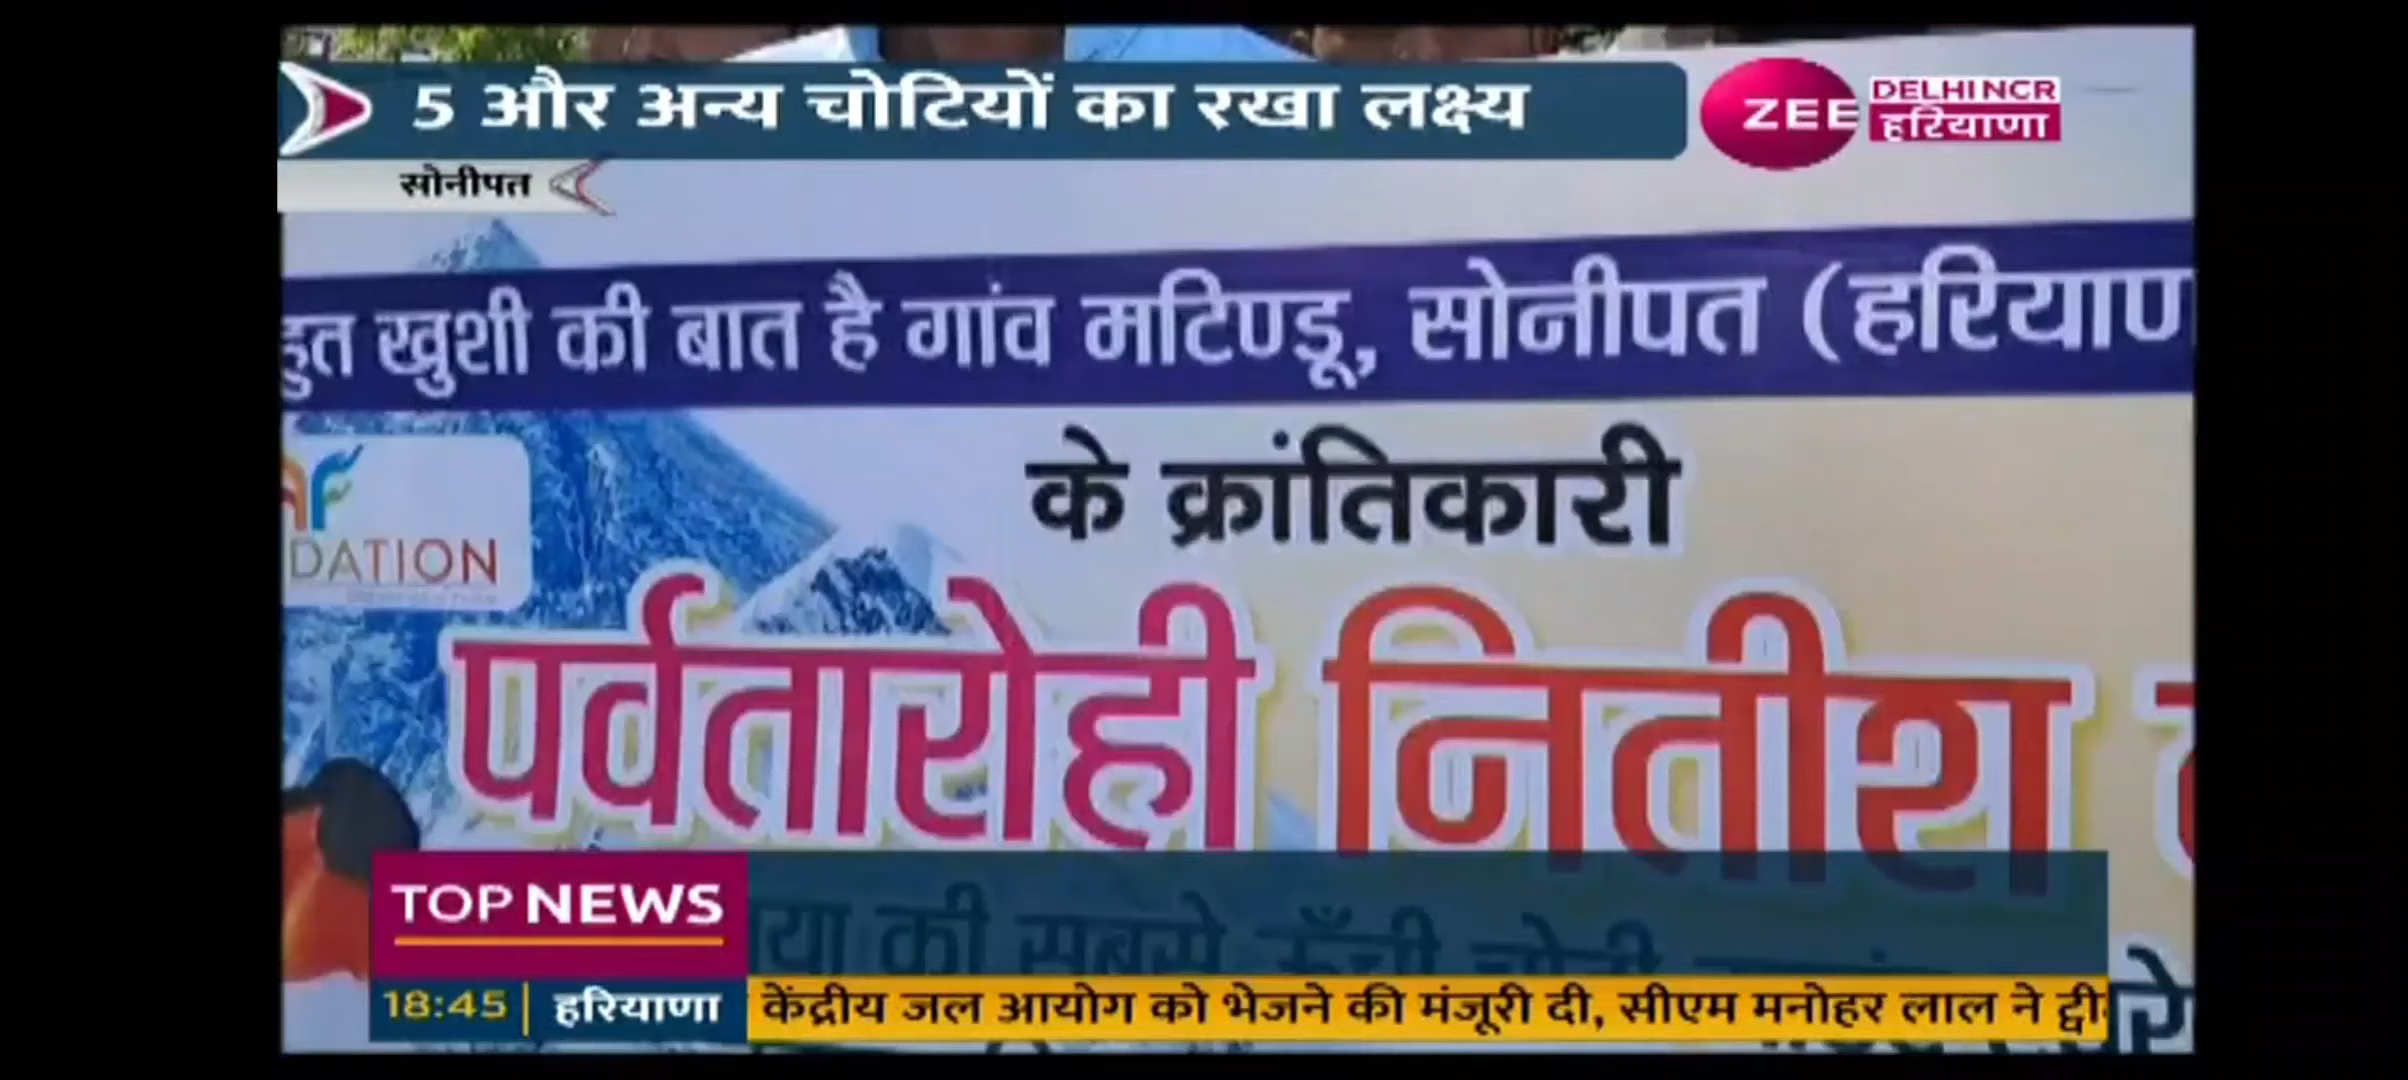 5 और अन्य चोटियों का रखा लक्ष्य
ZEE
DELHI NCR
हरियाणा
सोनीपत
हुत खुशी की बात है गांव मटिण्डू, सोनीपत (हरियाण
के क्रांतिकारी
DATION
पर्वतारोही नितीश
या की सबसे ऊँची चोटी
TOP NEWS
18:45 हरियाणा
केंद्रीय जल आयोग को भेजने की मंजूरी दी, सीएम मनोहर लाल ने ट्वी